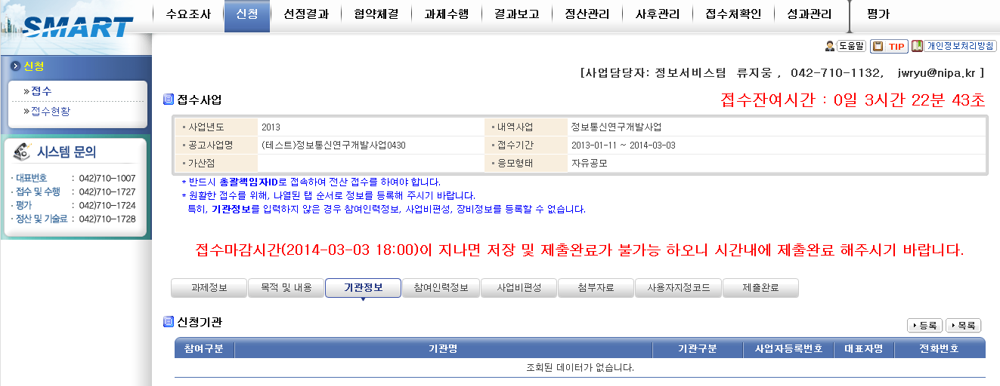 수요조사 신청 선정결과 협약체결 과제수행 결과보고 정산관리 사후관리 접수처확인 성과관리 평가
SMART
도움말 TIP 개인정보처리방침
신청
» 접수
» 접수현황
시스템 문의
· 대표번호 : 042)710-1007
· 접수 및 수행 : 042)710-1727
· 평가 : 042)710-1724
· 정산 및 기술료 : 042)710-1728
[사업담당자: 정보서비스팀 류지웅 , 042-710-1132, jwryu@nipa.kr ]
접수사업
접수잔여시간 : 0일 3시간 22분 43초
사업년도 2013 내역사업 정보통신연구개발사업
공고사업명 (테스트)정보통신연구개발사업0430 접수기간 2013-01-11 ~ 2014-03-03
가산점 응모형태 자유공모
* 반드시 총괄책임자ID로 접속하여 전산 접수를 하여야 합니다.
* 원활한 접수를 위해, 나열된 탭 순서로 정보를 등록해 주시기 바랍니다.
특히, 기관정보를 입력하지 않은 경우 참여인력정보, 사업비편성, 장비정보를 등록할 수 없습니다.
접수마감시간(2014-03-03 18:00)이 지나면 저장 및 제출완료가 불가능 하오니 시간내에 제출완료 해주시기 바랍니다.
과제정보 목적 및 내용 기관정보 참여인력정보 사업비편성 첨부자료 사용자지정코드 제출완료
신청기관
등록 목록
참여구분 기관명 기관구분 사업자등록번호 대표자명 전화번호
조회된 데이터가 없습니다.